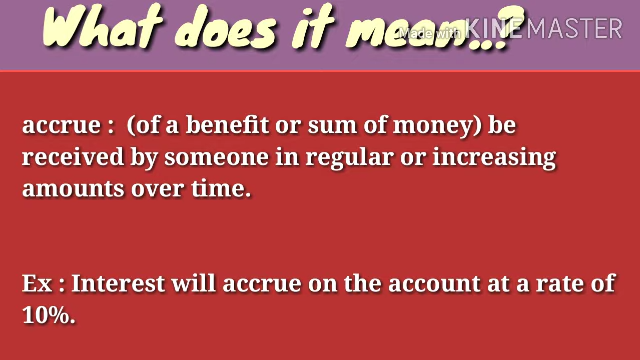 What does it mean...?
Made with KINEMASTER
accrue : (of a benefit or sum of money) be
received by someone in regular or increasing
amounts over time.
Ex : Interest will accrue on the account at a rate of
10%.